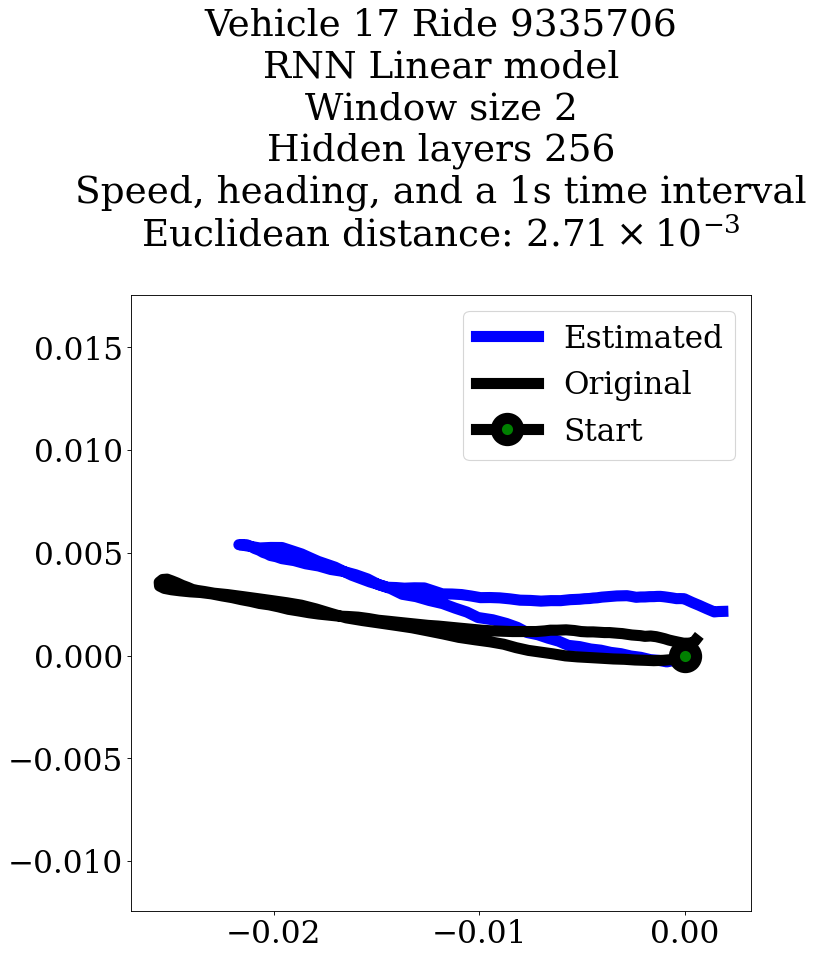 Vehicle 17 Ride 9335706
RNN Linear model
Window size 2
Hidden layers 256
Speed, heading, and a 1s time interval
Euclidean distance: 2.71 × 10⁻³
Estimated
Original
Start
0.015
0.010
0.005
0.000
−0.005
−0.010
−0.02 −0.01 0.00